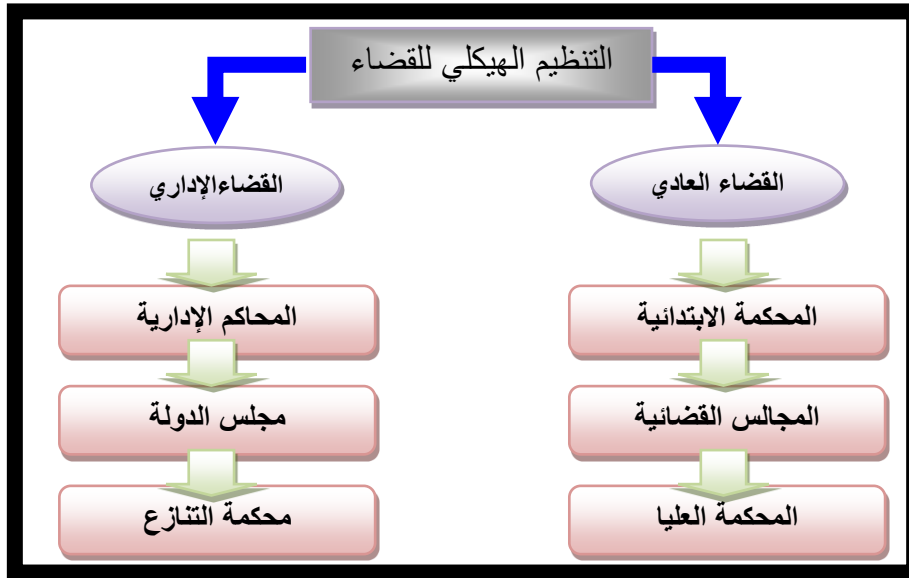 التنظيم الهيكلي للقضاء
القضاء العادي
القضاءالإداري
المحكمة الابتدائية
المحاكم الإدارية
المجالس القضائية
مجلس الدولة
المحكمة العليا
محكمة التنازع